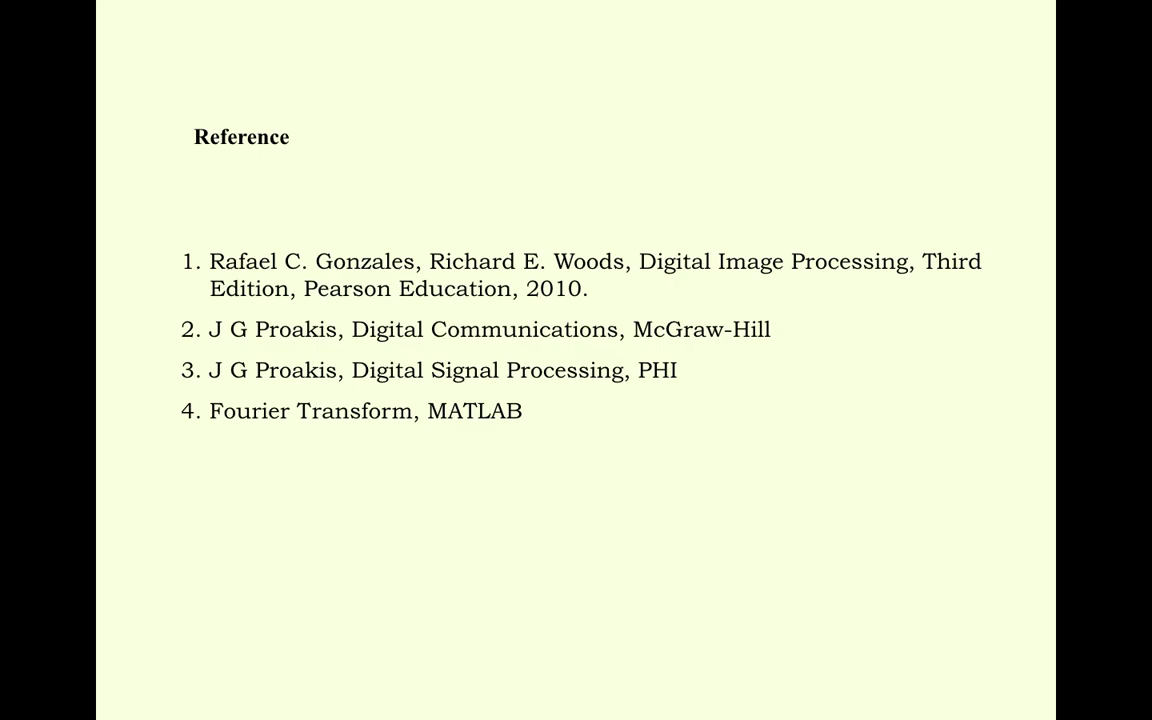 Reference
1. Rafael C. Gonzales, Richard E. Woods, Digital Image Processing, Third
Edition, Pearson Education, 2010.
2. J G Proakis, Digital Communications, McGraw-Hill
3. J G Proakis, Digital Signal Processing, PHI
4. Fourier Transform, MATLAB